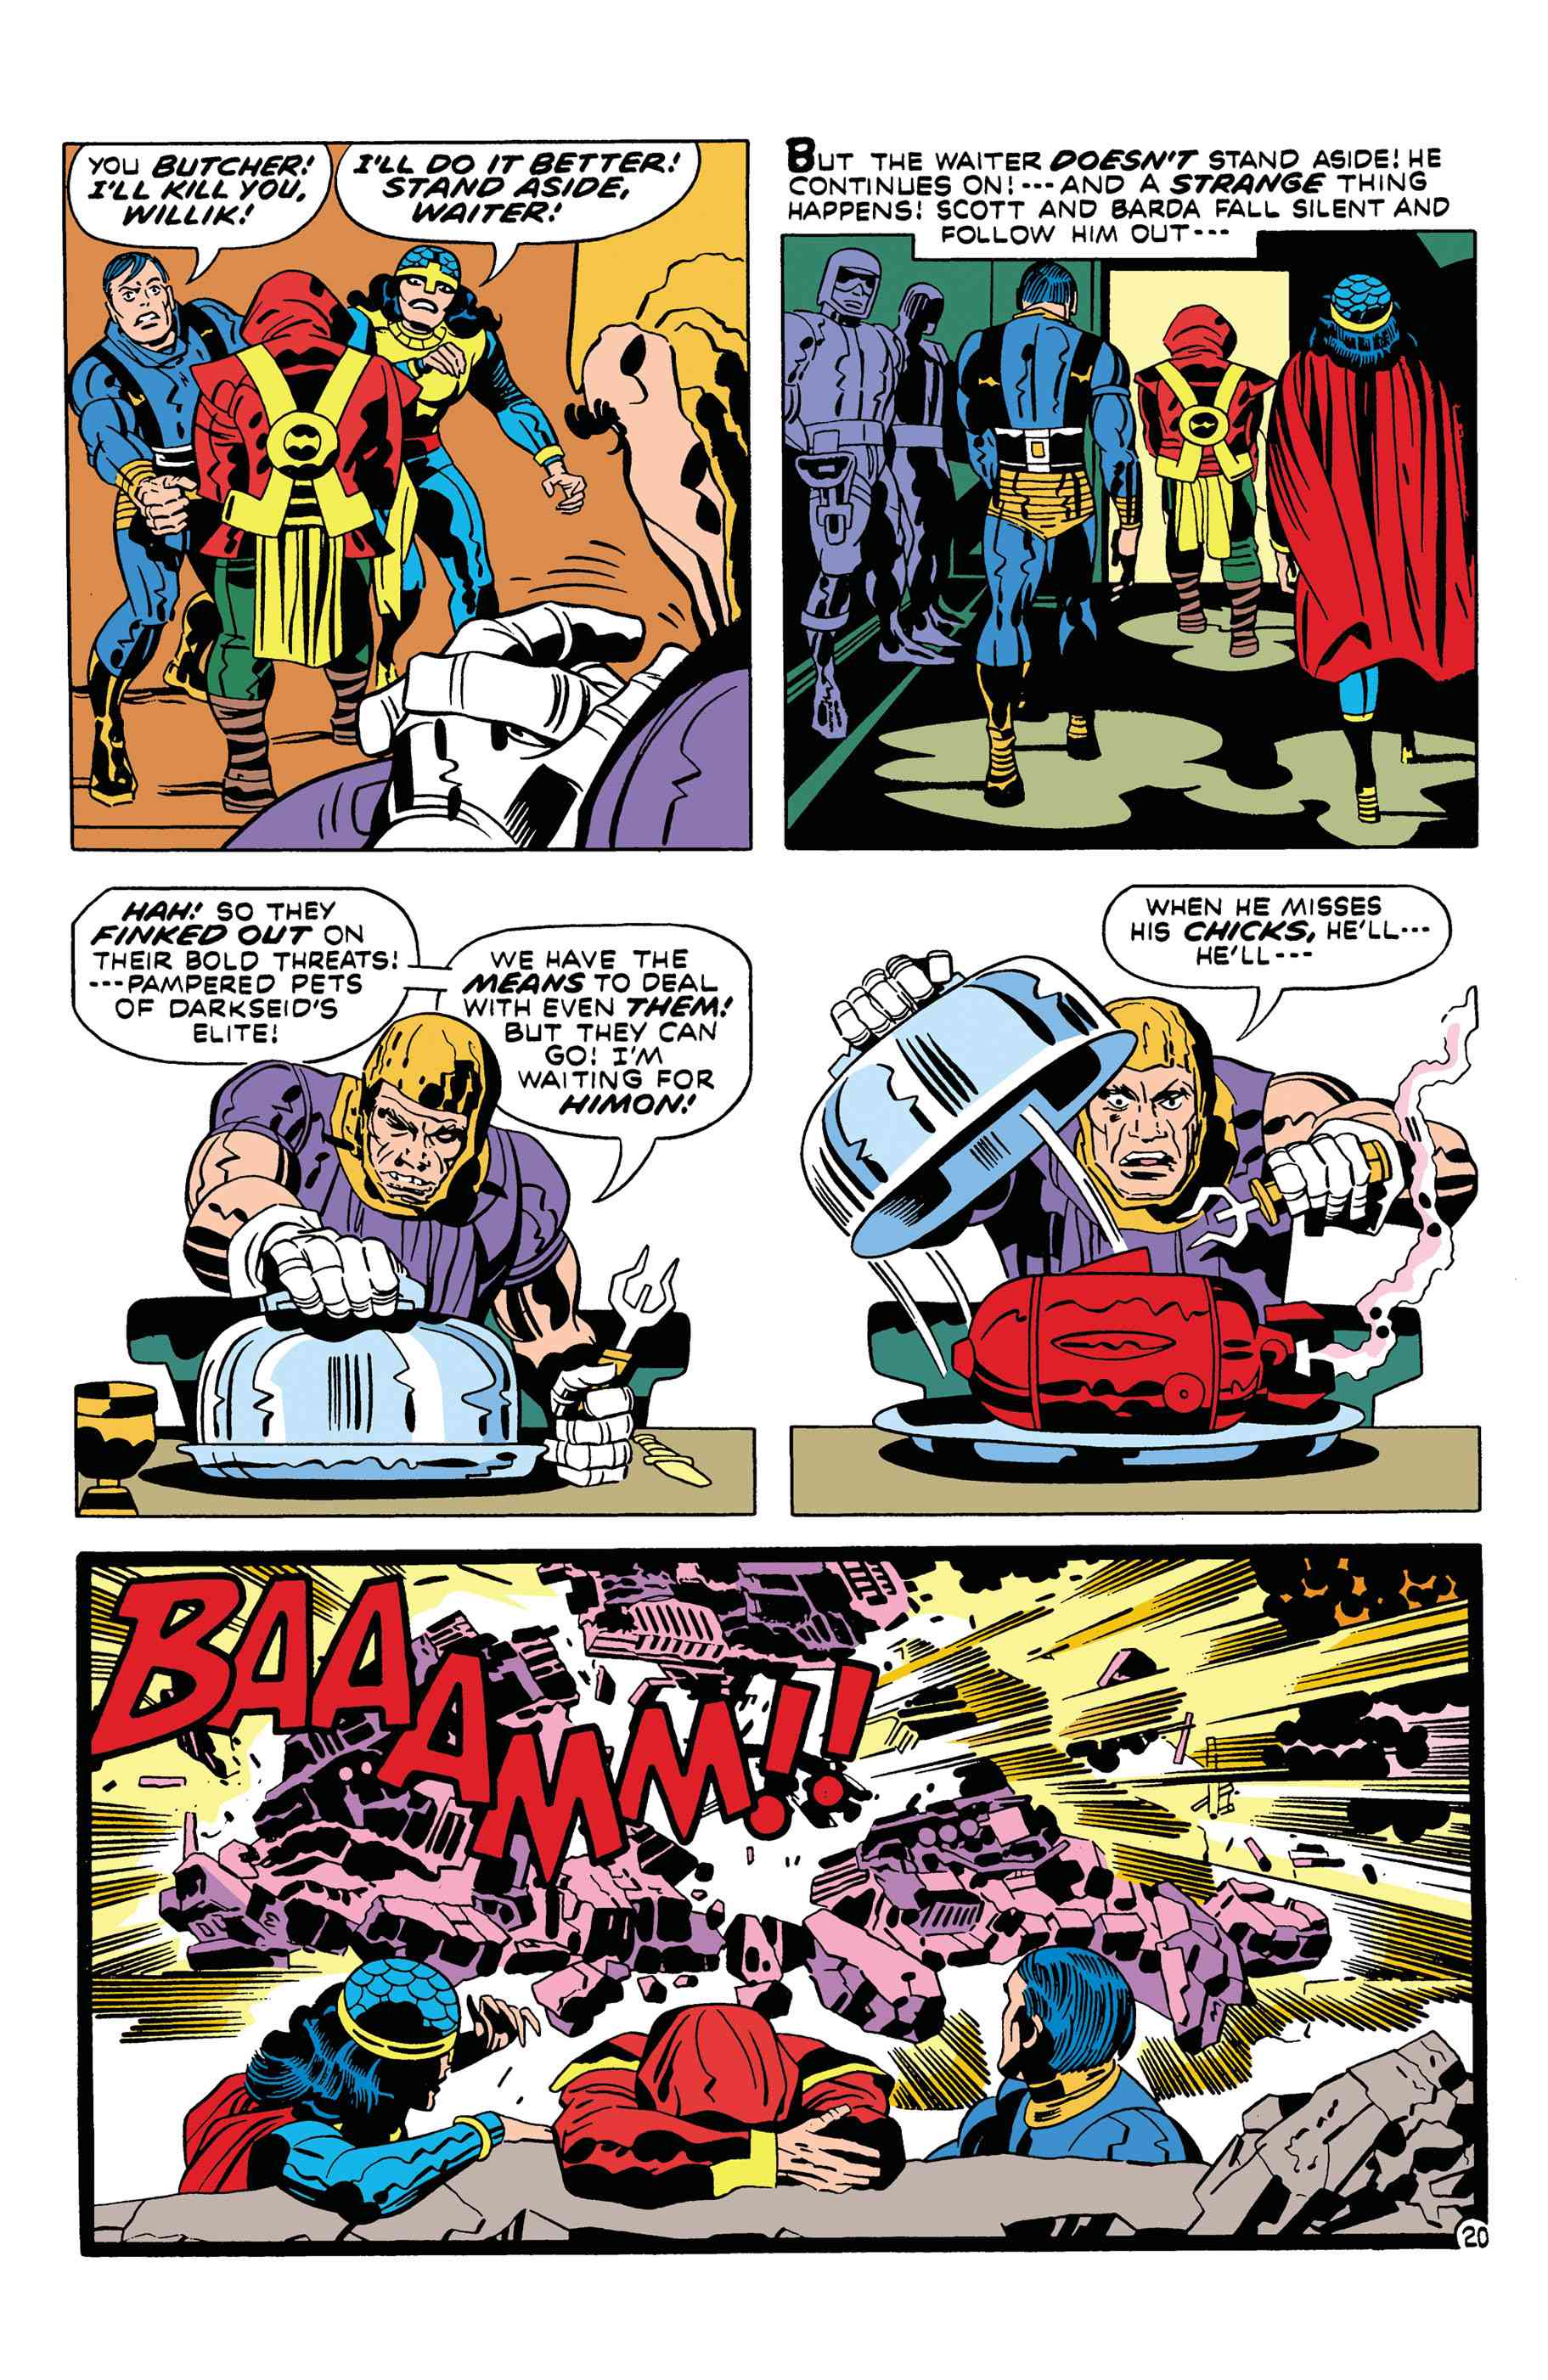 YOU BUTCHER!
I'LL KILL YOU,
WILLIK!
I'LL DO IT BETTER!
STAND ASIDE,
WAITER!
BUT THE WAITER DOESN'T STAND ASIDE! HE
CONTINUES ON! --- AND A STRANGE THING
HAPPENS! SCOTT AND BARDA FALL SILENT AND
FOLLOW HIM OUT ---
HAH! SO THEY
FINKED OUT ON
THEIR BOLD THREATS!
---PAMPERED PETS
OF DARKSEID'S
ELITE!
WE HAVE THE
MEANS TO DEAL
WITH EVEN THEM!
BUT THEY CAN
GO! I'M
WAITING FOR
HIMON!
WHEN HE MISSES
HIS CHICKS, HE'LL---
HE'LL---
BAAAAMM!!
20